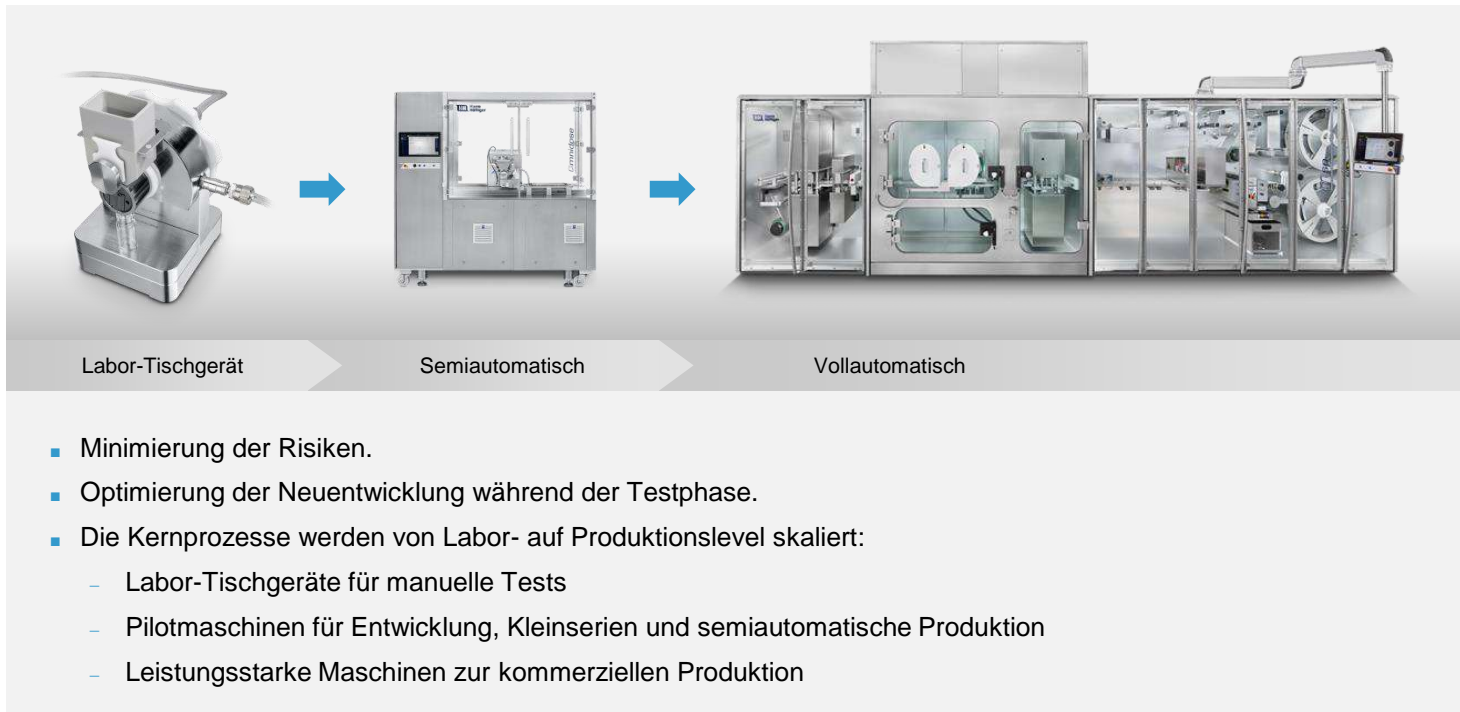 Omnidose
Labor-Tischgerät
Semiautomatisch
Vollautomatisch
Minimierung der Risiken.
Optimierung der Neuentwicklung während der Testphase.
Die Kernprozesse werden von Labor- auf Produktionslevel skaliert:
– Labor-Tischgeräte für manuelle Tests
– Pilotmaschinen für Entwicklung, Kleinserien und semiautomatische Produktion
– Leistungsstarke Maschinen zur kommerziellen Produktion